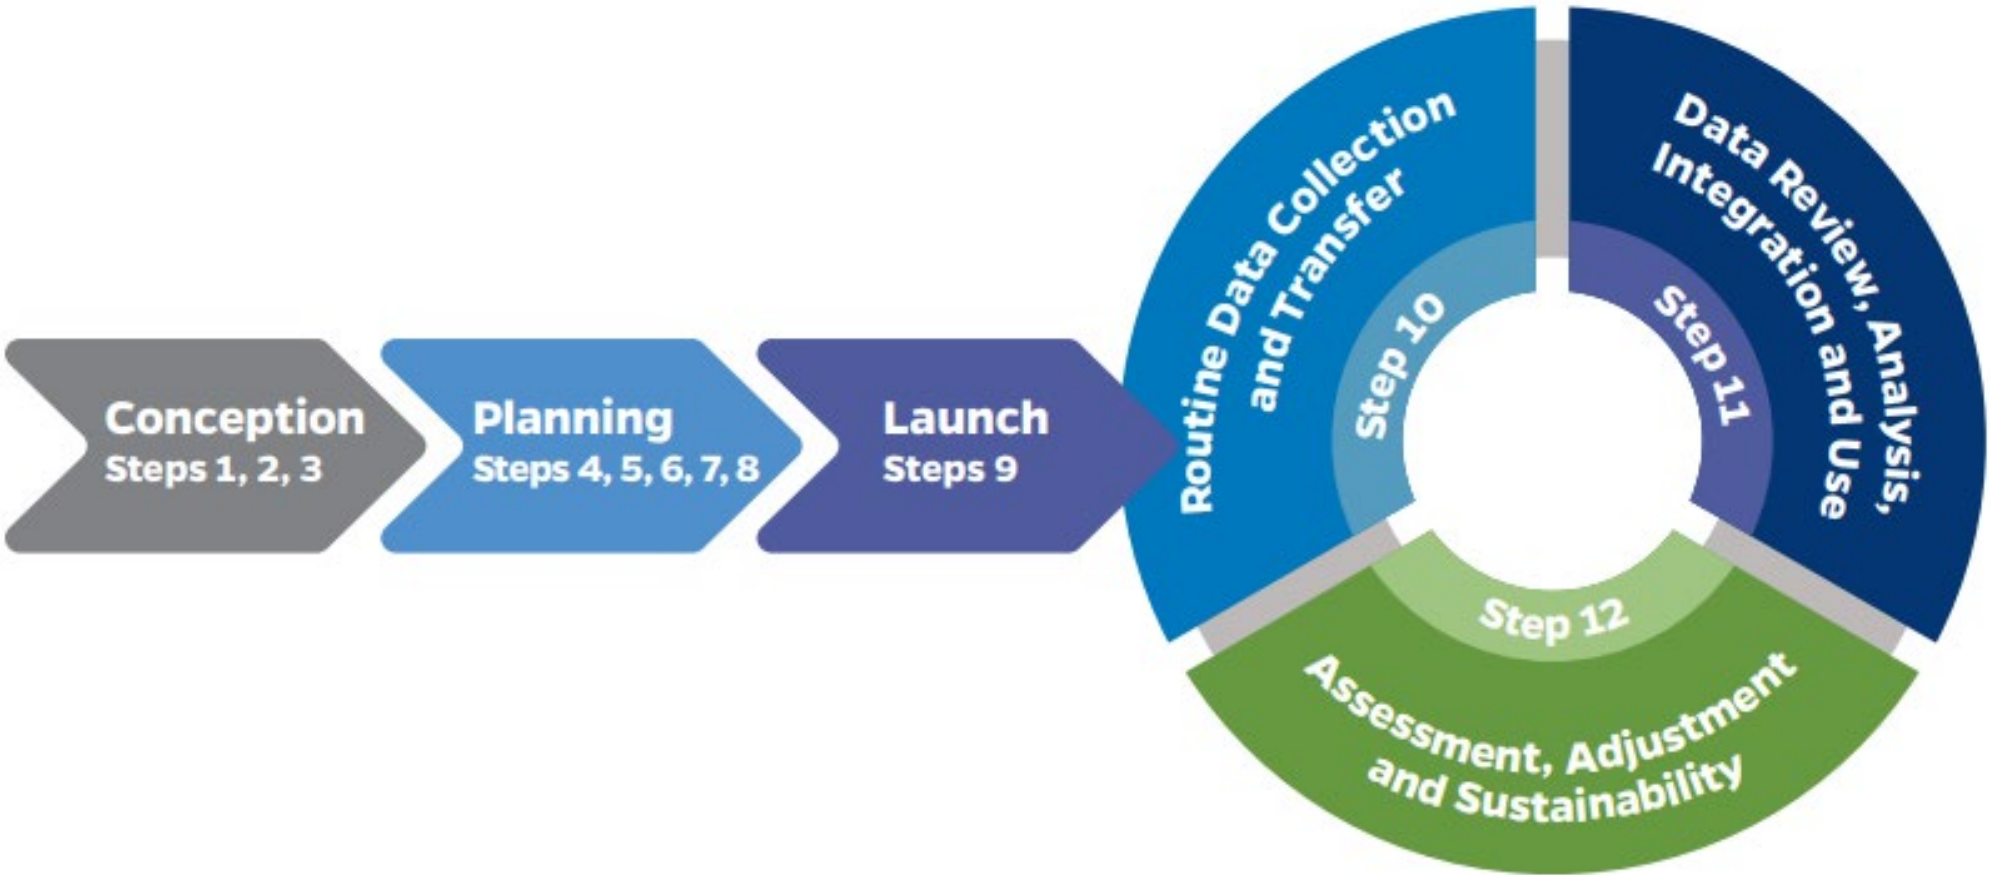 Conception
Steps 1, 2, 3
Planning
Steps 4, 5, 6, 7, 8
Launch
Steps 9
Routine Data Collection
and Transfer
Step 10
Data Review, Analysis,
Integration and Use
Step 11
Step 12
Assessment, Adjustment
and Sustainability